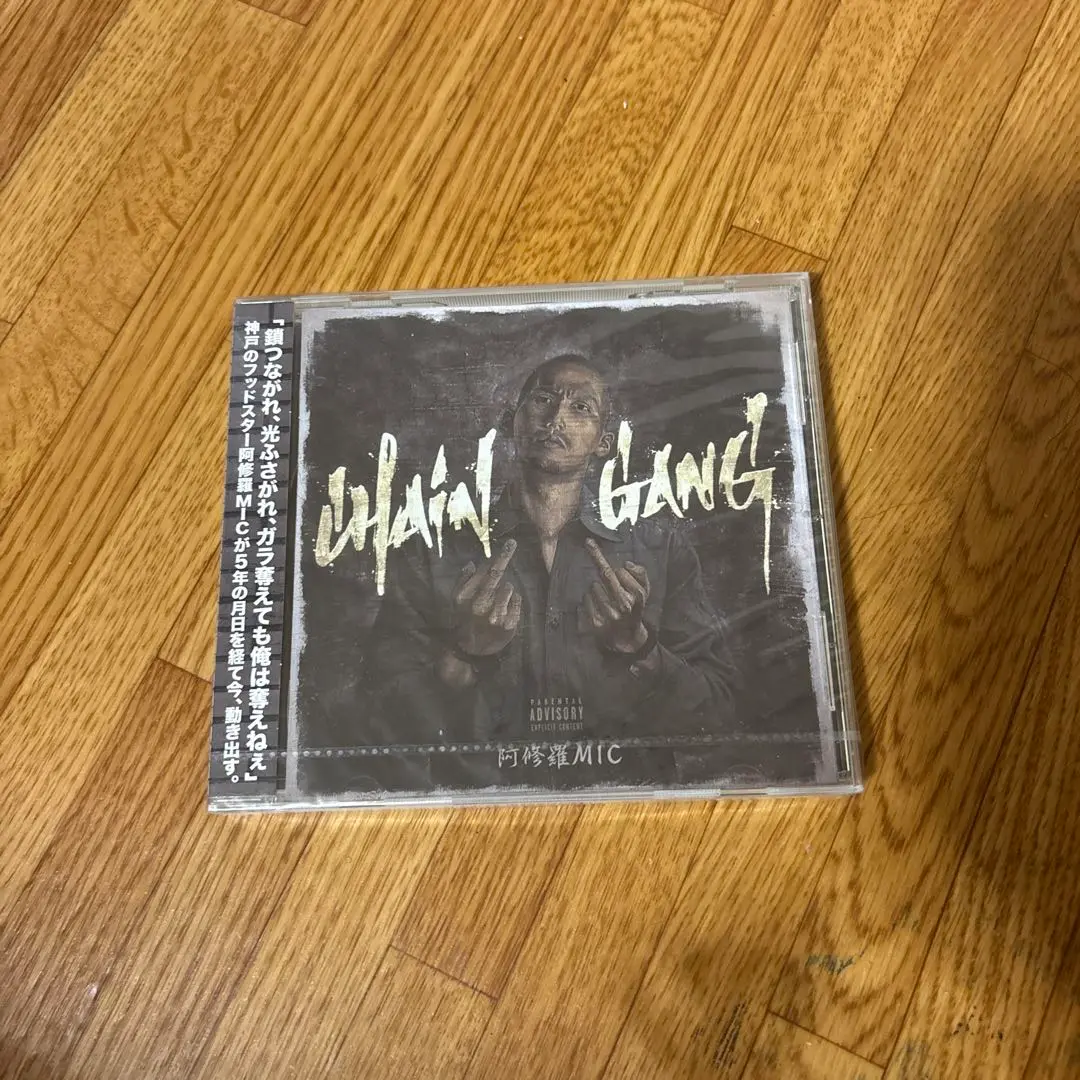 「鎖つながれ、光ふさがれ、ガラ奪えても俺は奪えねぇ」
神戸のフッドスター阿修羅MICが5年の月日を経て今、動き出す。
CHAiN GANG
PARENTAL
ADVISORY
EXPLICIT CONTENT
阿修羅MIC